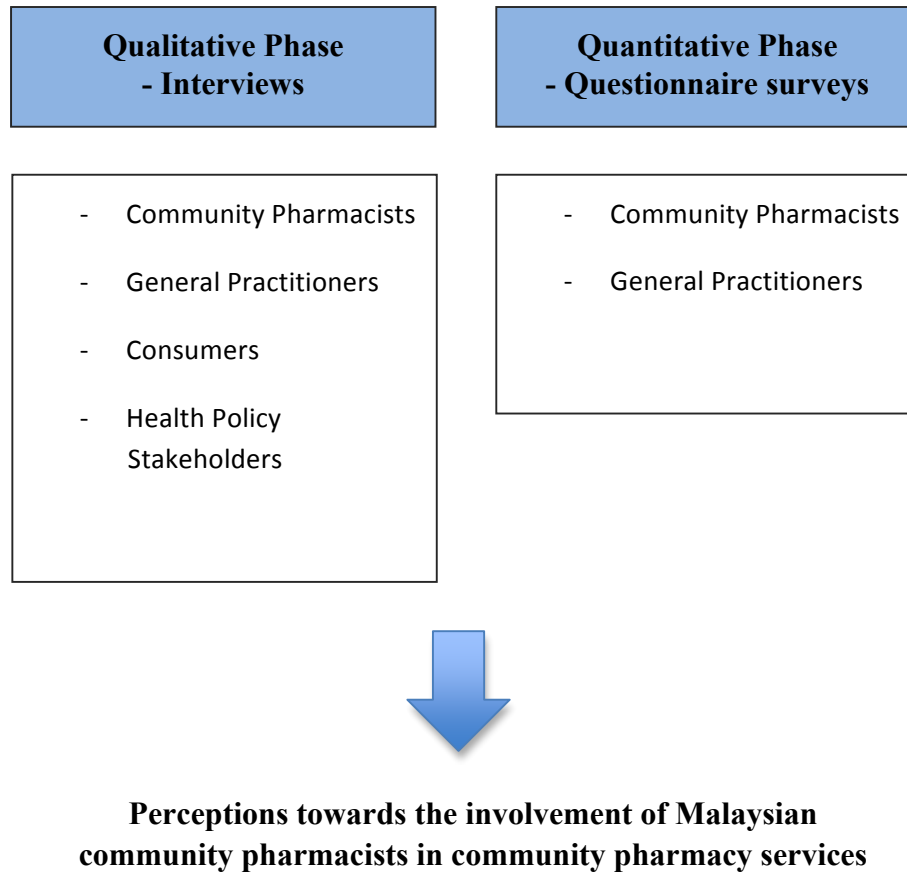 Qualitative Phase
- Interviews
Quantitative Phase
- Questionnaire surveys
- Community Pharmacists
- General Practitioners
- Consumers
- Health Policy
Stakeholders
- Community Pharmacists
- General Practitioners
Perceptions towards the involvement of Malaysian
community pharmacists in community pharmacy services